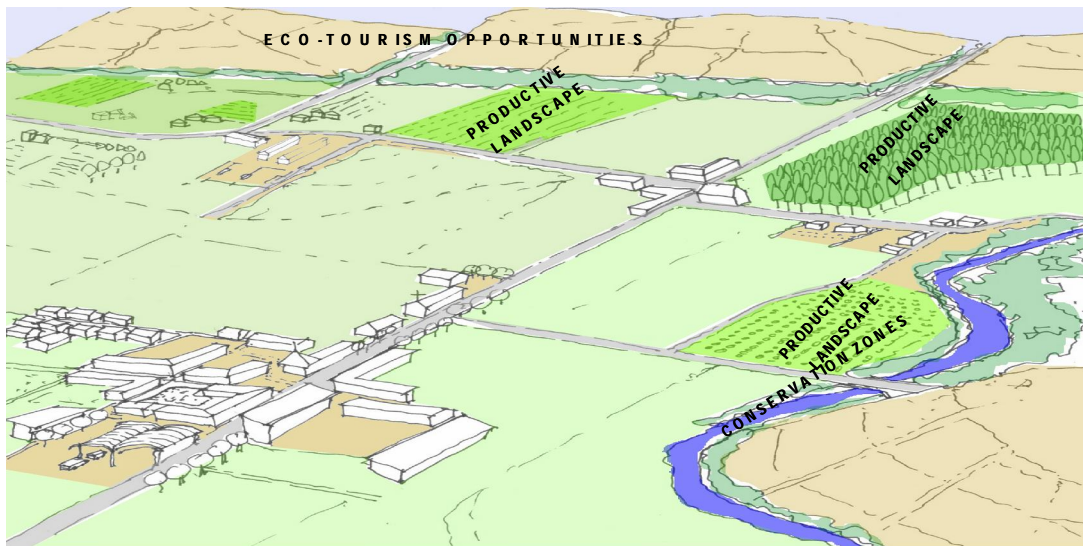 ECO-TOURISM OPPORTUNITIES
PRODUCTIVE
LANDSCAPE
PRODUCTIVE
LANDSCAPE
PRODUCTIVE
LANDSCAPE
CONSERVATION ZONES